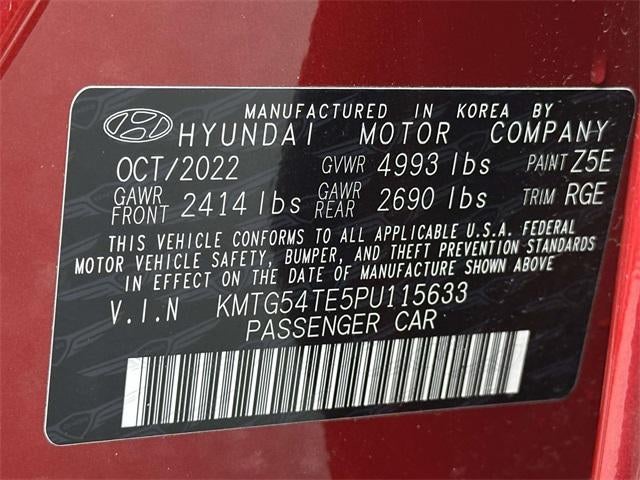 MANUFACTURED IN KOREA BY
HYUNDAI MOTOR COMPANY
OCT/2022 GVWR 4993 lbs PAINT Z5E
GAWR FRONT 2414 lbs GAWR REAR 2690 lbs TRIM RGE
THIS VEHICLE CONFORMS TO ALL APPLICABLE U.S.A. FEDERAL
MOTOR VEHICLE SAFETY, BUMPER, AND THEFT PREVENTION STANDARDS
IN EFFECT ON THE DATE OF MANUFACTURE SHOWN ABOVE
V.I.N KMTG54TE5PU115633
PASSENGER CAR